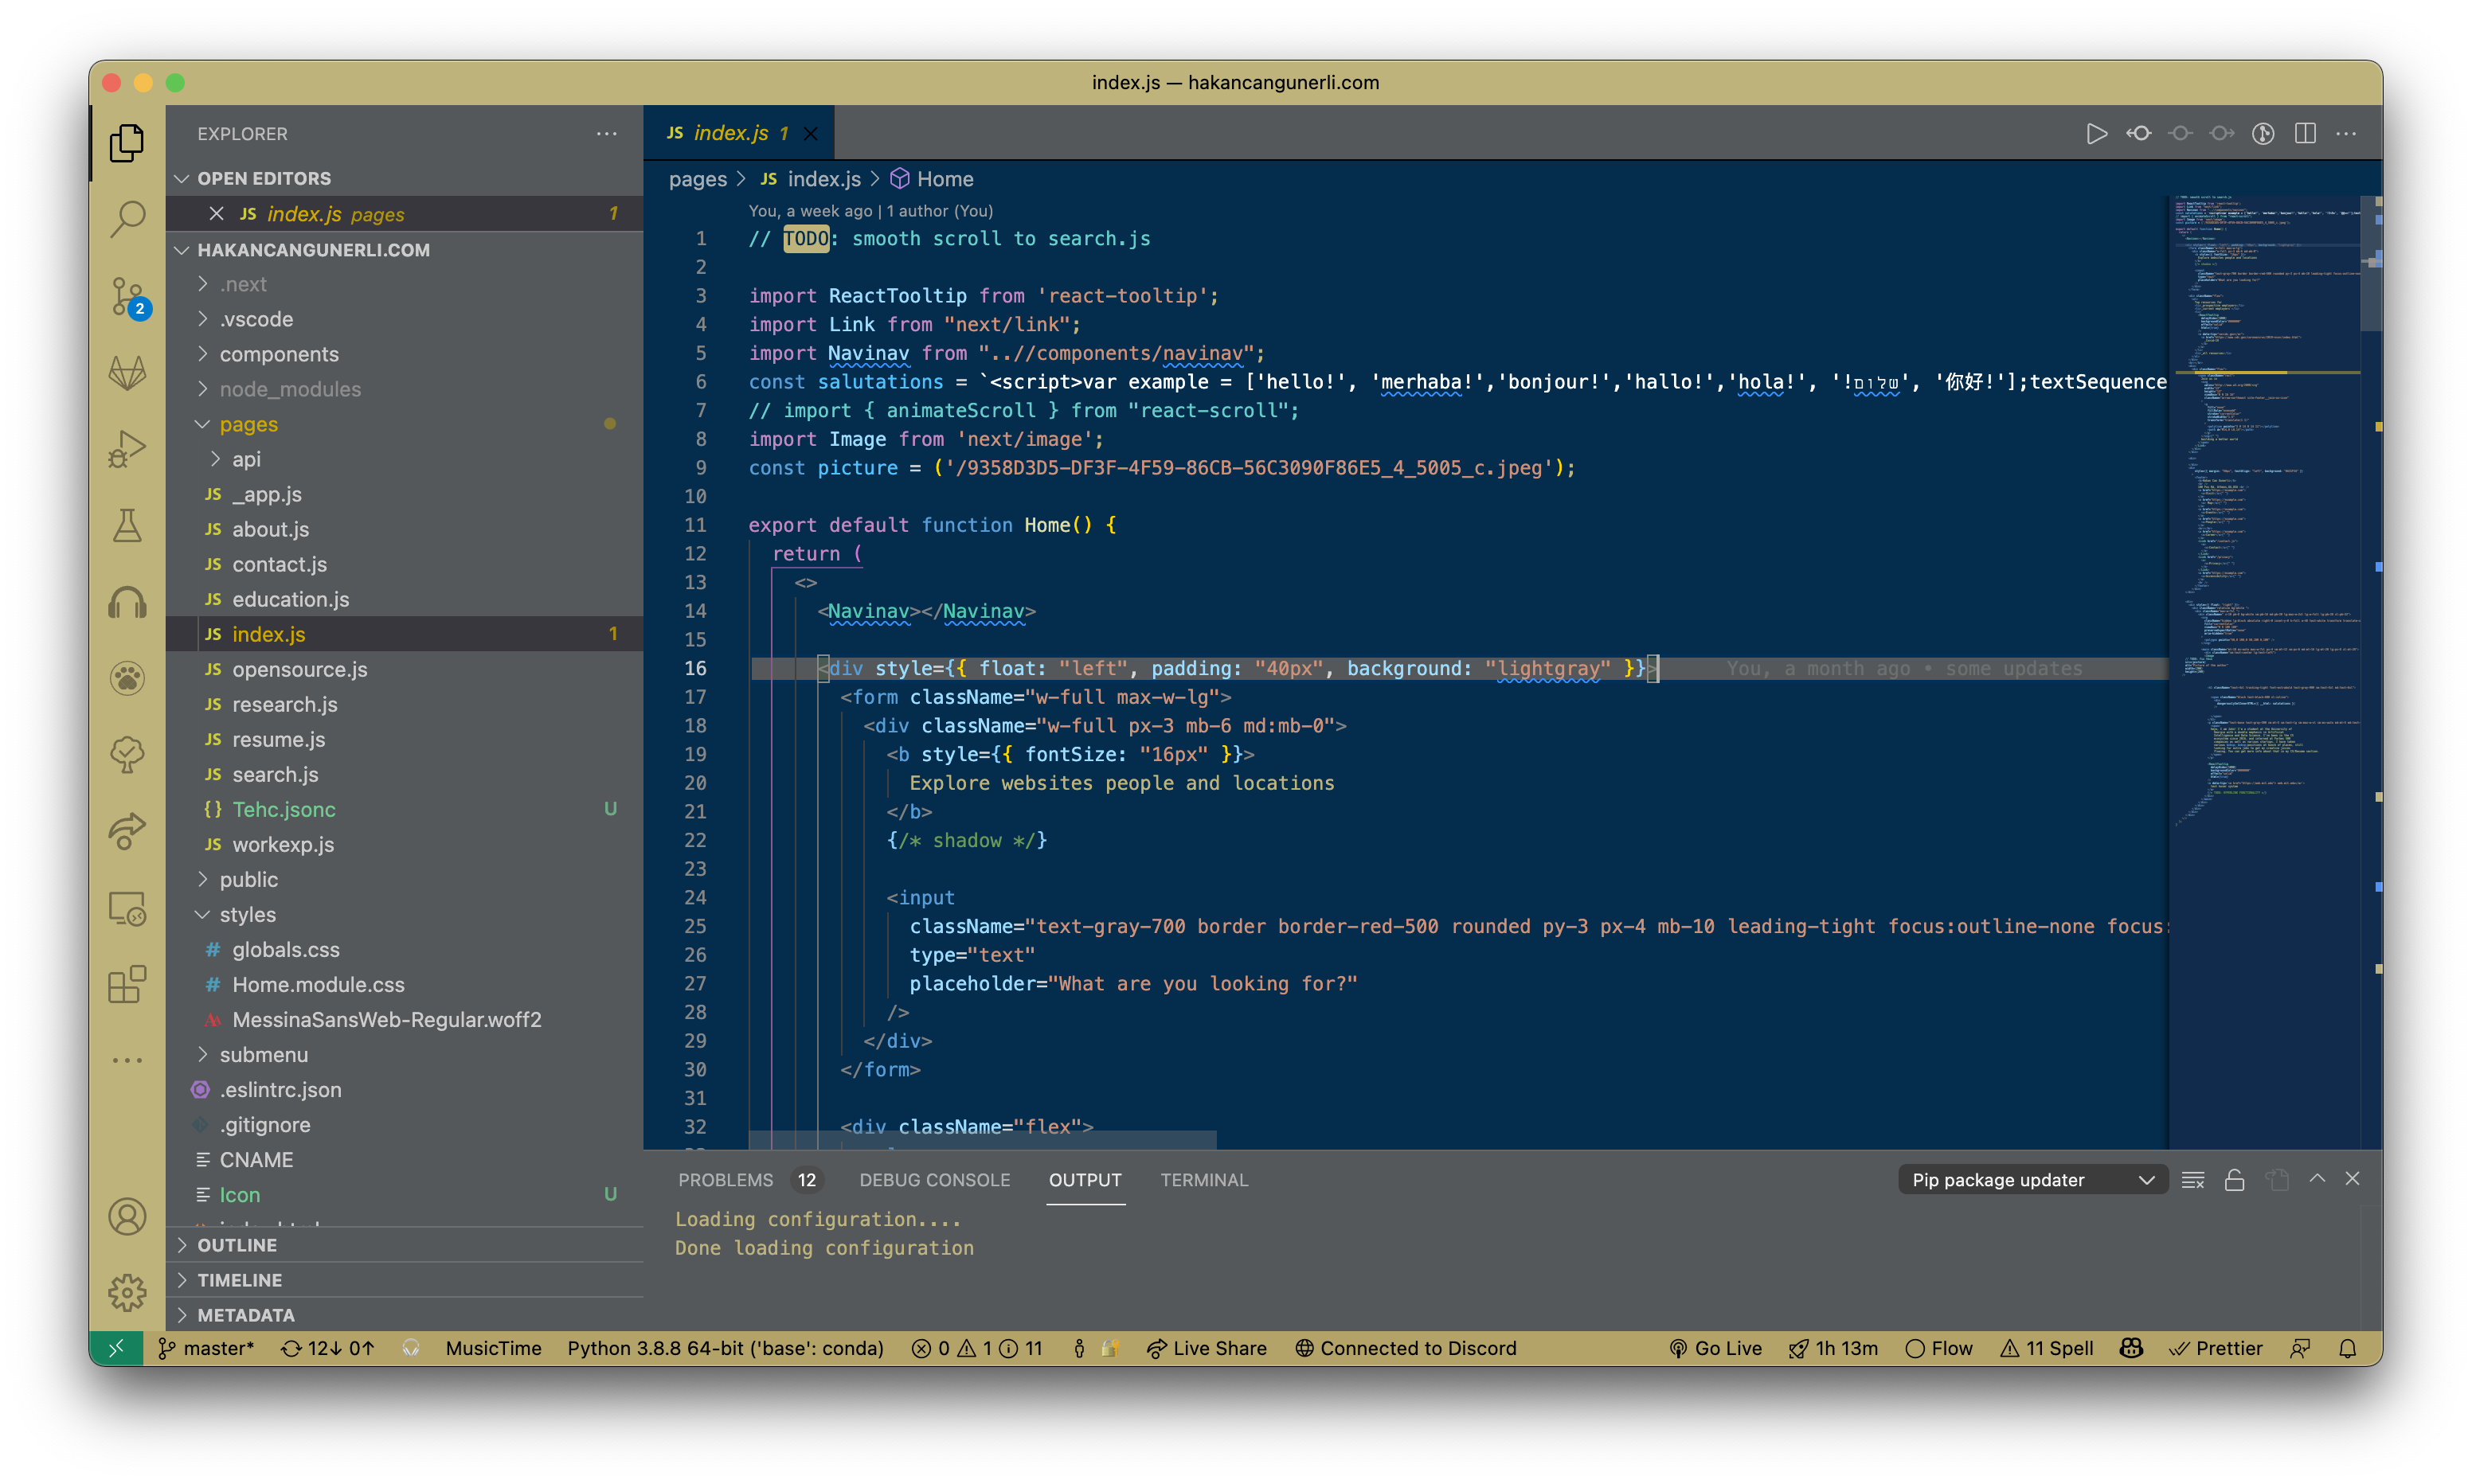 index.js — hakancangunerli.com
EXPLORER
OPEN EDITORS
JS index.js pages 1
HAKANCANGUNERLI.COM
.next
.vscode
components
node_modules
pages
api
JS _app.js
JS about.js
JS contact.js
JS education.js
JS index.js 1
JS opensource.js
JS research.js
JS resume.js
JS search.js
{} Tehc.jsonc U
JS workexp.js
public
styles
# globals.css
# Home.module.css
MessinaSansWeb-Regular.woff2
submenu
.eslintrc.json
.gitignore
CNAME
Icon U
OUTLINE
TIMELINE
METADATA
2
JS index.js 1
pages > JS index.js > Home
You, a week ago | 1 author (You)
1 // TODO: smooth scroll to search.js
2
3 import ReactTooltip from 'react-tooltip';
4 import Link from "next/link";
5 import Navinav from "..//components/navinav";
6 const salutations = `<script>var example = ['hello!', 'merhaba!','bonjour!','hallo!','hola!', '!שלום', '你好!'];textSequence
7 // import { animateScroll } from "react-scroll";
8 import Image from 'next/image';
9 const picture = ('/9358D3D5-DF3F-4F59-86CB-56C3090F86E5_4_5005_c.jpeg');
10
11 export default function Home() {
12 return (
13 <>
14 <Navinav></Navinav>
15
16 <div style={{ float: "left", padding: "40px", background: "lightgray" }}> You, a month ago • some updates
17 <form className="w-full max-w-lg">
18 <div className="w-full px-3 mb-6 md:mb-0">
19 <b style={{ fontSize: "16px" }}>
20 Explore websites people and locations
21 </b>
22 {/* shadow */}
23
24 <input
25 className="text-gray-700 border border-red-500 rounded py-3 px-4 mb-10 leading-tight focus:outline-none focus:
26 type="text"
27 placeholder="What are you looking for?"
28 />
29 </div>
30 </form>
31
32 <div className="flex">
PROBLEMS 12 DEBUG CONSOLE OUTPUT TERMINAL Pip package updater
Loading configuration....
Done loading configuration
master* 12↓ 0↑ MusicTime Python 3.8.8 64-bit ('base': conda) 0 1 11 Live Share Connected to Discord Go Live 1h 13m Flow 11 Spell Prettier